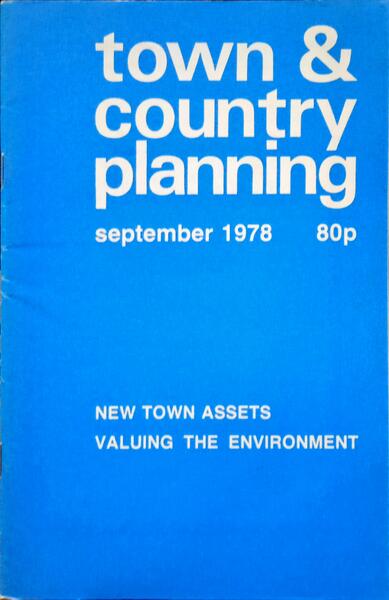 town &
country
planning
september 1978 80p
NEW TOWN ASSETS
VALUING THE ENVIRONMENT